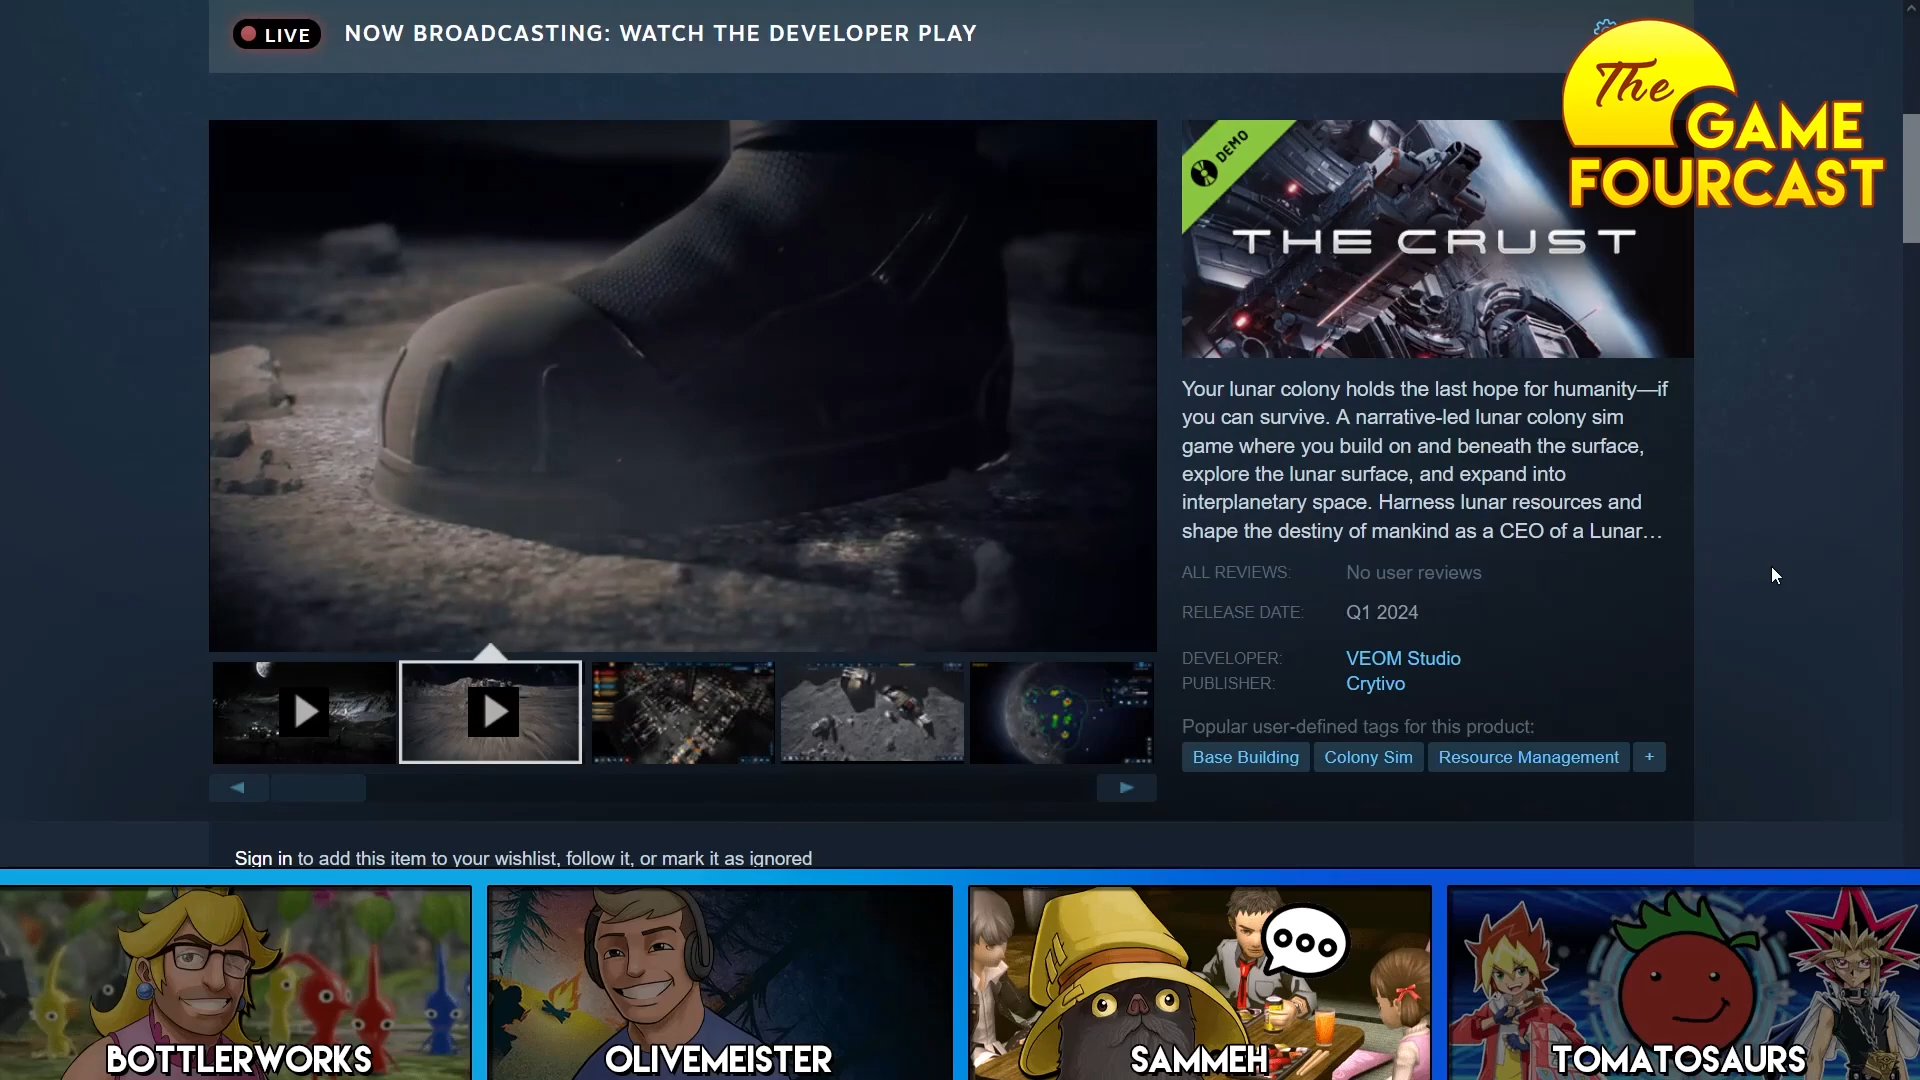 LIVE
NOW BROADCASTING: WATCH THE DEVELOPER PLAY
The
GAME
FOURCAST
DEMO
THE CRUST
Your lunar colony holds the last hope for humanity—if
you can survive. A narrative-led lunar colony sim
game where you build on and beneath the surface,
explore the lunar surface, and expand into
interplanetary space. Harness lunar resources and
shape the destiny of mankind as a CEO of a Lunar…
ALL REVIEWS: No user reviews
RELEASE DATE: Q1 2024
DEVELOPER: VEOM Studio
PUBLISHER: Crytivo
Popular user-defined tags for this product:
Base Building Colony Sim Resource Management +
Sign in to add this item to your wishlist, follow it, or mark it as ignored
BOTTLERWORKS
OLIVEMEISTER
SAMMEH
TOMATOSAURS